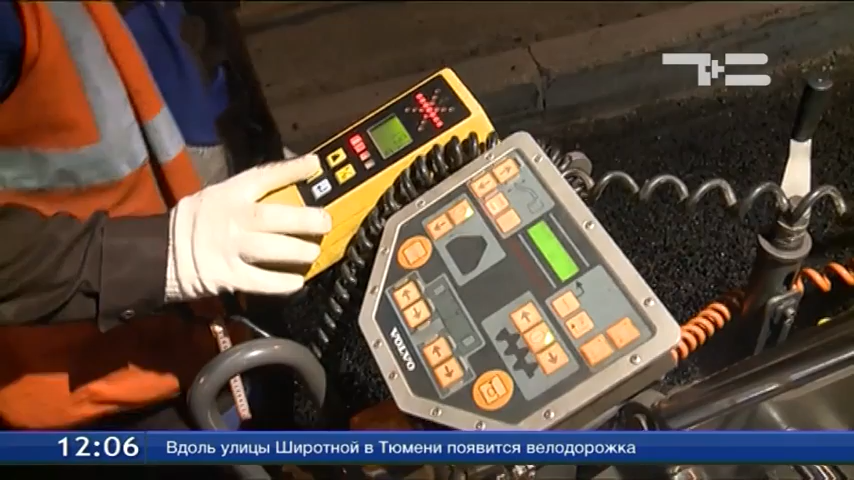 VOLVO
12:06 Вдоль улицы Широтной в Тюмени появится велодорожка